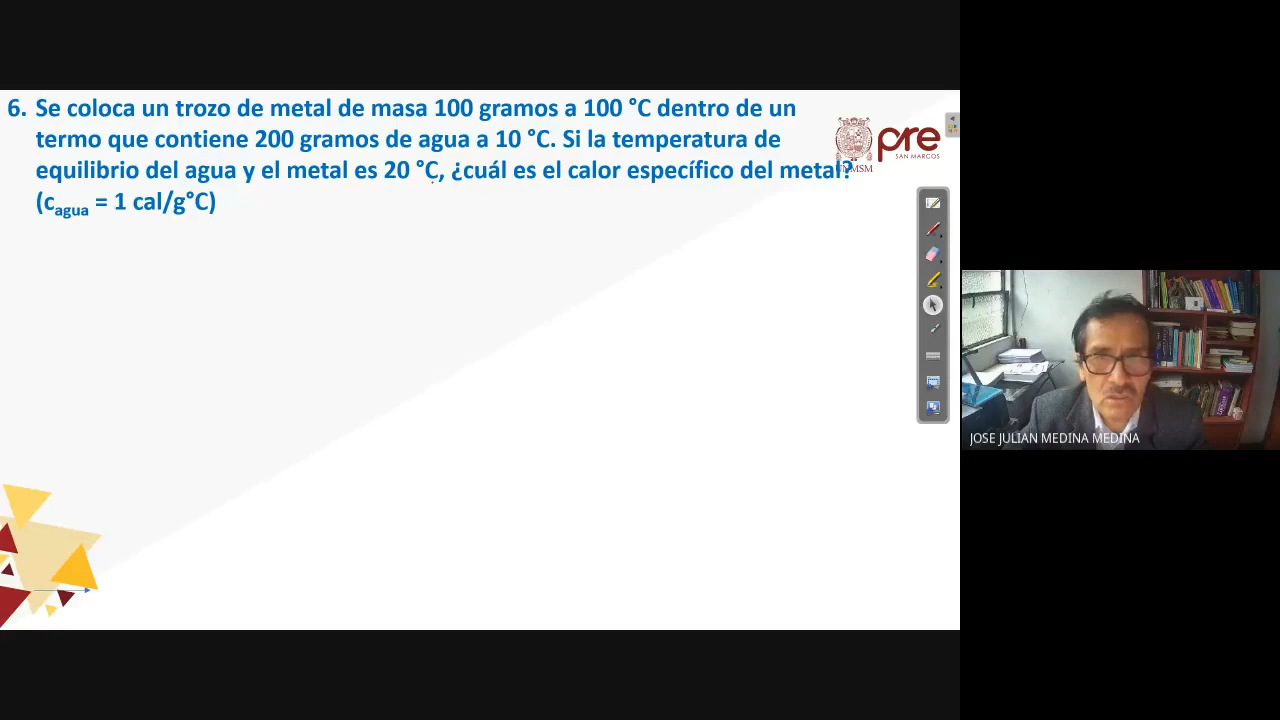 6. Se coloca un trozo de metal de masa 100 gramos a 100 °C dentro de un
termo que contiene 200 gramos de agua a 10 °C. Si la temperatura de
equilibrio del agua y el metal es 20 °C, ¿cuál es el calor específico del metal?
(cagua = 1 cal/g°C)
pre
SAN MARCOS
UNMSM
JOSE JULIAN MEDINA MEDINA